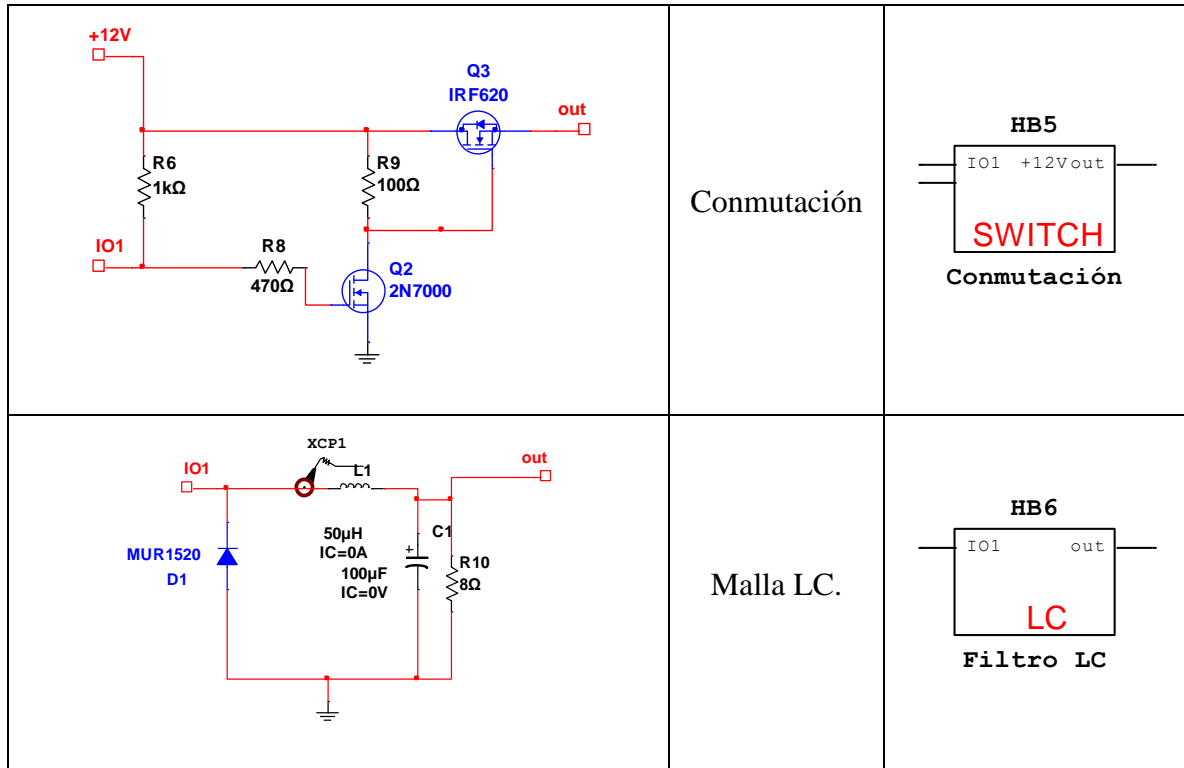 +12V
Q3
IRF620
out
R6
1kΩ
R9
100Ω
IO1
R8
470Ω
Q2
2N7000
Conmutación
HB5
IO1 +12Vout
SWITCH
Conmutación
XCP1
IO1
L1
out
50µH
IC=0A
C1
+
100µF
IC=0V
MUR1520
D1
R10
8Ω
Malla LC.
HB6
IO1 out
LC
Filtro LC